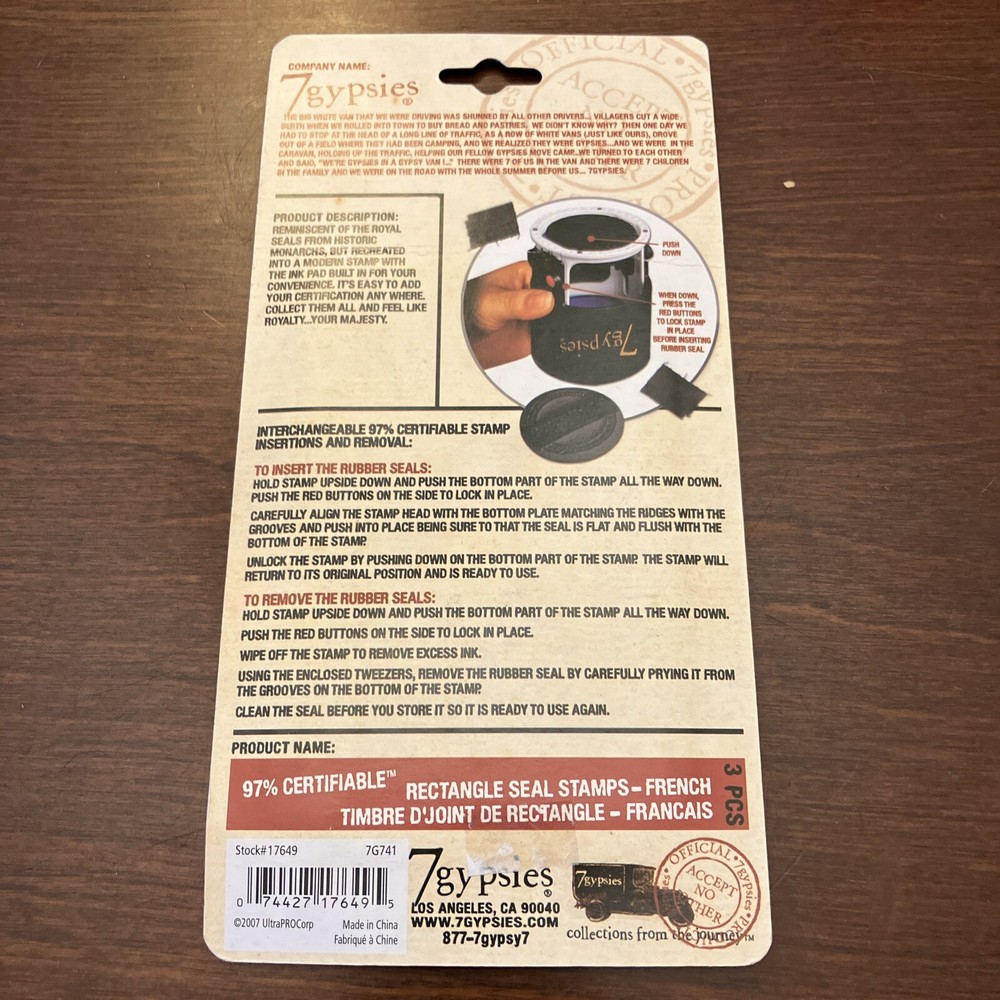 COMPANY NAME:
7gypsies®
THE BIG WHITE VAN THAT WE WERE DRIVING WAS SHUNNED BY ALL OTHER DRIVERS... VILLAGERS CUT A WIDE
BERTH WHEN WE ROLLED INTO TOWN TO BUY BREAD AND PASTRIES. WE DIDN'T KNOW WHY? THEN ONE DAY WE
HAD TO STOP AT THE HEAD OF A LONG LINE OF TRAFFIC, AS A ROW OF WHITE VANS (JUST LIKE OURS), DROVE
OUT OF A FIELD WHERE THEY HAD BEEN CAMPING, AND WE REALIZED THEY WERE GYPSIES...AND WE WERE IN THE
CARAVAN, HOLDING UP THE TRAFFIC, HELPING OUR FELLOW GYPSIES MOVE CAMP..WE TURNED TO EACH OTHER
AND SAID, "WE'RE GYPSIES IN A GYPSY VAN !..." THERE WERE 7 OF US IN THE VAN AND THERE WERE 7 CHILDREN
IN THE FAMILY AND WE WERE ON THE ROAD WITH THE WHOLE SUMMER BEFORE US... 7GYPSIES.
OFFICIAL • 7gypsies •
ACCEPT
PRODUCT DESCRIPTION:
REMINISCENT OF THE ROYAL
SEALS FROM HISTORIC
MONARCHS, BUT RECREATED
INTO A MODERN STAMP WITH
THE INK PAD BUILT IN FOR YOUR
CONVENIENCE. IT'S EASY TO ADD
YOUR CERTIFICATION ANY WHERE.
COLLECT THEM ALL AND FEEL LIKE
ROYALTY...YOUR MAJESTY.
PUSH
DOWN
WHEN DOWN,
PRESS THE
RED BUTTONS
TO LOCK STAMP
IN PLACE
BEFORE INSERTING
RUBBER SEAL
7gypsies
INTERCHANGEABLE 97% CERTIFIABLE STAMP
INSERTIONS AND REMOVAL:
TO INSERT THE RUBBER SEALS:
HOLD STAMP UPSIDE DOWN AND PUSH THE BOTTOM PART OF THE STAMP ALL THE WAY DOWN.
PUSH THE RED BUTTONS ON THE SIDE TO LOCK IN PLACE.
CAREFULLY ALIGN THE STAMP HEAD WITH THE BOTTOM PLATE MATCHING THE RIDGES WITH THE
GROOVES AND PUSH INTO PLACE BEING SURE TO THAT THE SEAL IS FLAT AND FLUSH WITH THE
BOTTOM OF THE STAMP.
UNLOCK THE STAMP BY PUSHING DOWN ON THE BOTTOM PART OF THE STAMP. THE STAMP WILL
RETURN TO ITS ORIGINAL POSITION AND IS READY TO USE.
TO REMOVE THE RUBBER SEALS:
HOLD STAMP UPSIDE DOWN AND PUSH THE BOTTOM PART OF THE STAMP ALL THE WAY DOWN.
PUSH THE RED BUTTONS ON THE SIDE TO LOCK IN PLACE.
WIPE OFF THE STAMP TO REMOVE EXCESS INK.
USING THE ENCLOSED TWEEZERS, REMOVE THE RUBBER SEAL BY CAREFULLY PRYING IT FROM
THE GROOVES ON THE BOTTOM OF THE STAMP.
CLEAN THE SEAL BEFORE YOU STORE IT SO IT IS READY TO USE AGAIN.
PRODUCT NAME:
97% CERTIFIABLE™ RECTANGLE SEAL STAMPS – FRENCH
TIMBRE D'JOINT DE RECTANGLE – FRANCAIS
3 PCS
Stock#17649 7G741
0 74427 17649 5
©2007 UltraPROCorp Made in China
Fabriqué à Chine
7gypsies®
LOS ANGELES, CA 90040
WWW.7GYPSIES.COM
877-7gypsy7
7gypsies
collections from the journey™
OFFICIAL • 7gypsies •
ACCEPT
NO
OTHER